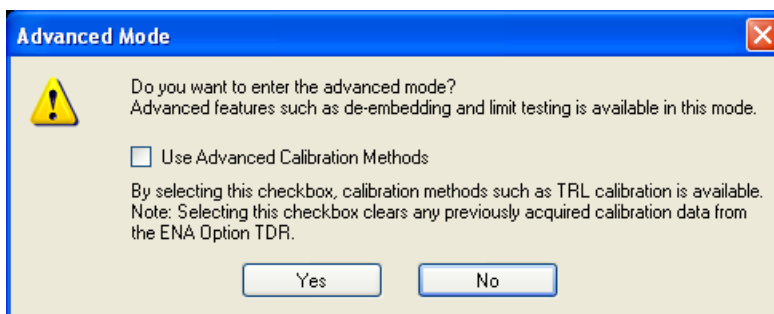 Advanced Mode
Do you want to enter the advanced mode?
Advanced features such as de-embedding and limit testing is available in this mode.
Use Advanced Calibration Methods
By selecting this checkbox, calibration methods such as TRL calibration is available.
Note: Selecting this checkbox clears any previously acquired calibration data from
the ENA Option TDR.
Yes No